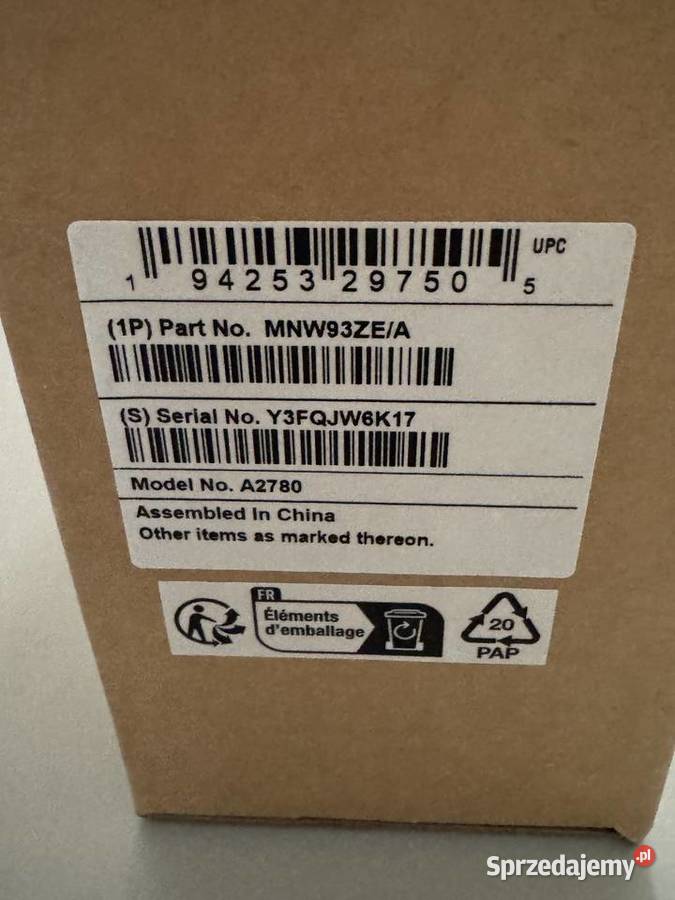 UPC
1 94253 29750 5
(1P) Part No. MNW93ZE/A
(S) Serial No. Y3FQJW6K17
Model No. A2780
Assembled In China
Other items as marked thereon.
FR
Éléments
d'emballage
20
PAP
Sprzedajemy.pl